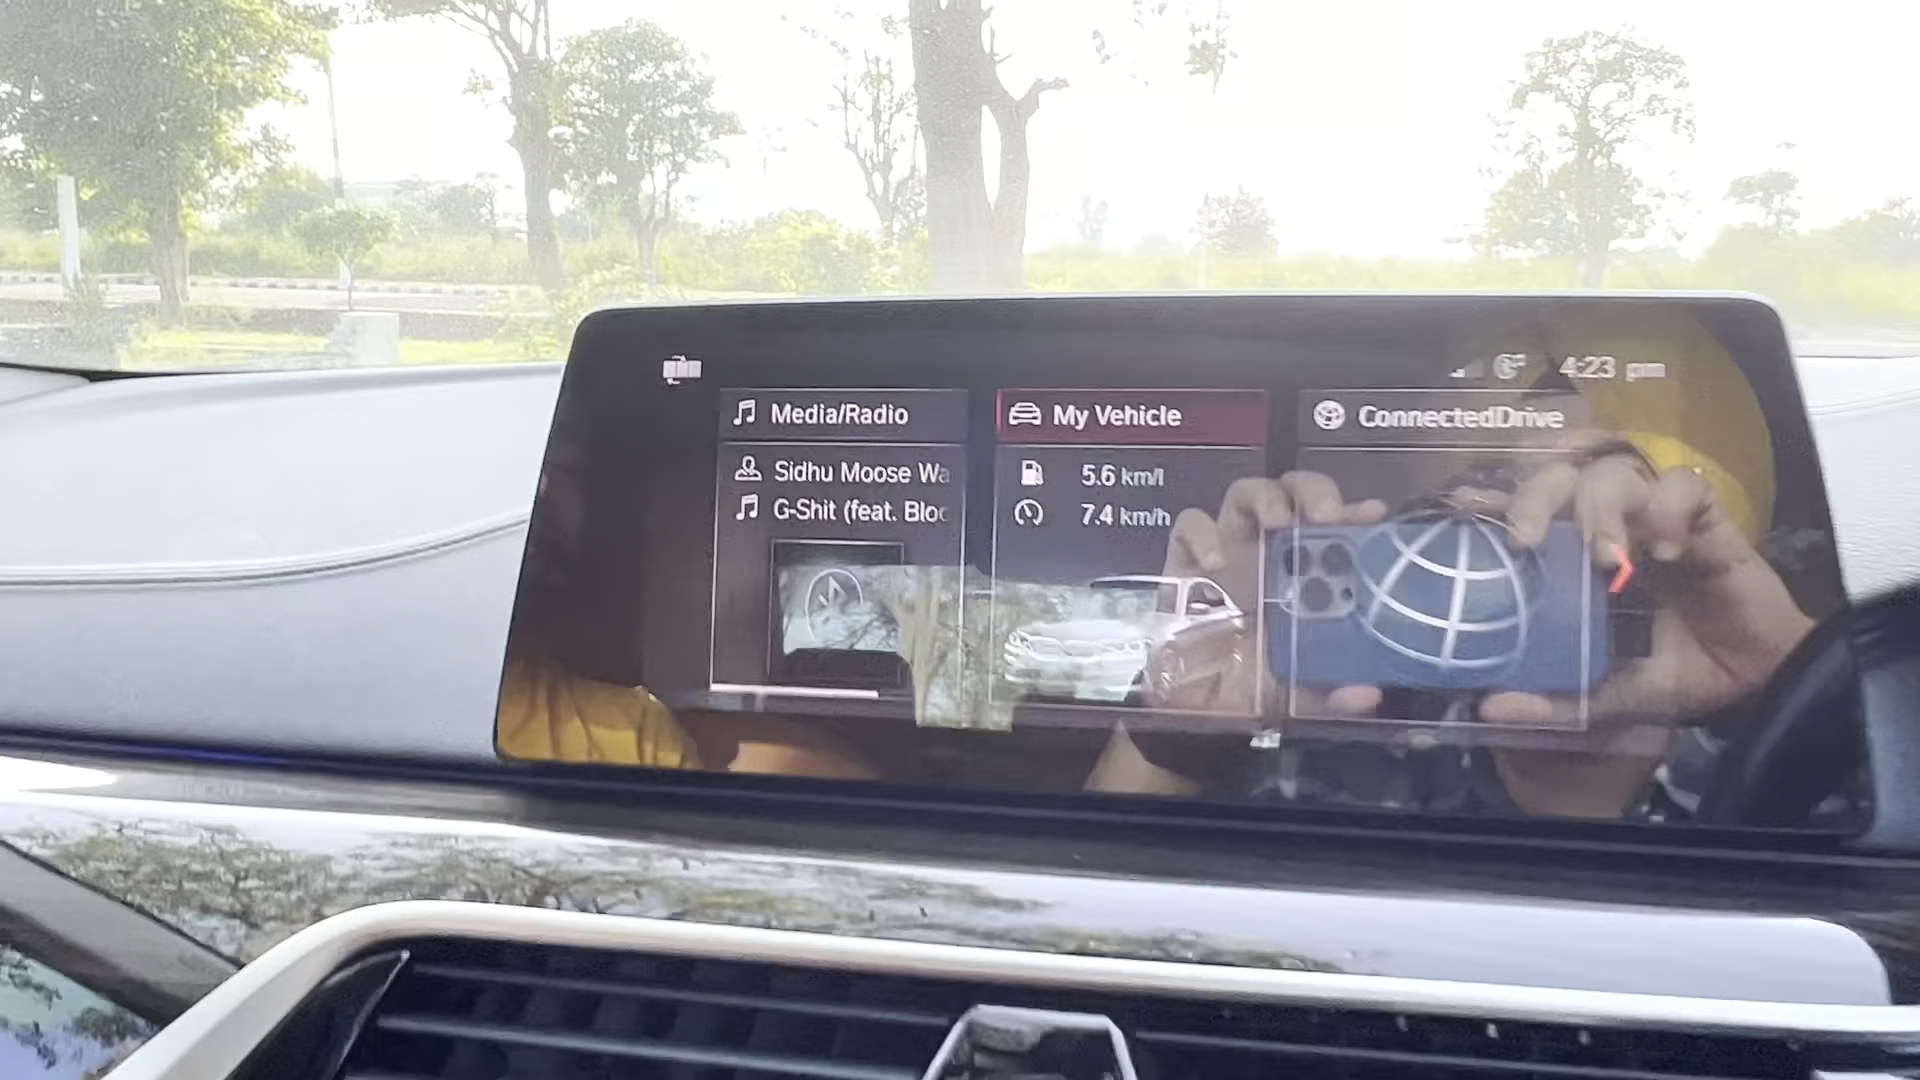 4:23 pm
Media/Radio
My Vehicle
ConnectedDrive
Sidhu Moose Wa
G-Shit (feat. Bloc
5.6 km/l
7.4 km/h